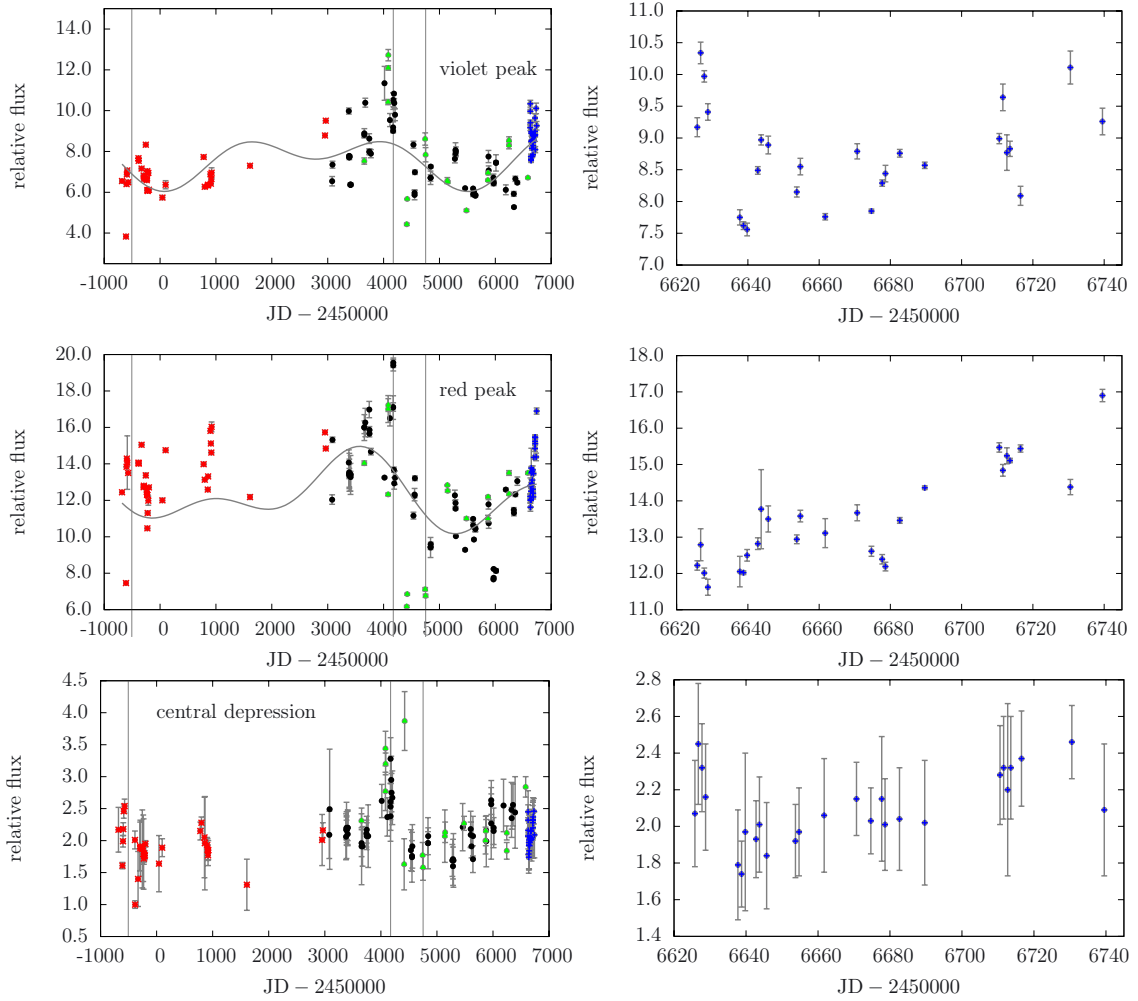 14.0
12.0
10.0
8.0
6.0
4.0
relative flux
violet peak
-1000 0 1000 2000 3000 4000 5000 6000 7000
JD − 2450000
11.0
10.5
10.0
9.5
9.0
8.5
8.0
7.5
7.0
relative flux
6620 6640 6660 6680 6700 6720 6740
JD − 2450000
20.0
18.0
16.0
14.0
12.0
10.0
8.0
6.0
relative flux
red peak
-1000 0 1000 2000 3000 4000 5000 6000 7000
JD − 2450000
18.0
17.0
16.0
15.0
14.0
13.0
12.0
11.0
relative flux
6620 6640 6660 6680 6700 6720 6740
JD − 2450000
4.5
4.0
3.5
3.0
2.5
2.0
1.5
1.0
0.5
relative flux
central depression
-1000 0 1000 2000 3000 4000 5000 6000 7000
JD − 2450000
2.8
2.6
2.4
2.2
2.0
1.8
1.6
1.4
relative flux
6620 6640 6660 6680 6700 6720 6740
JD − 2450000